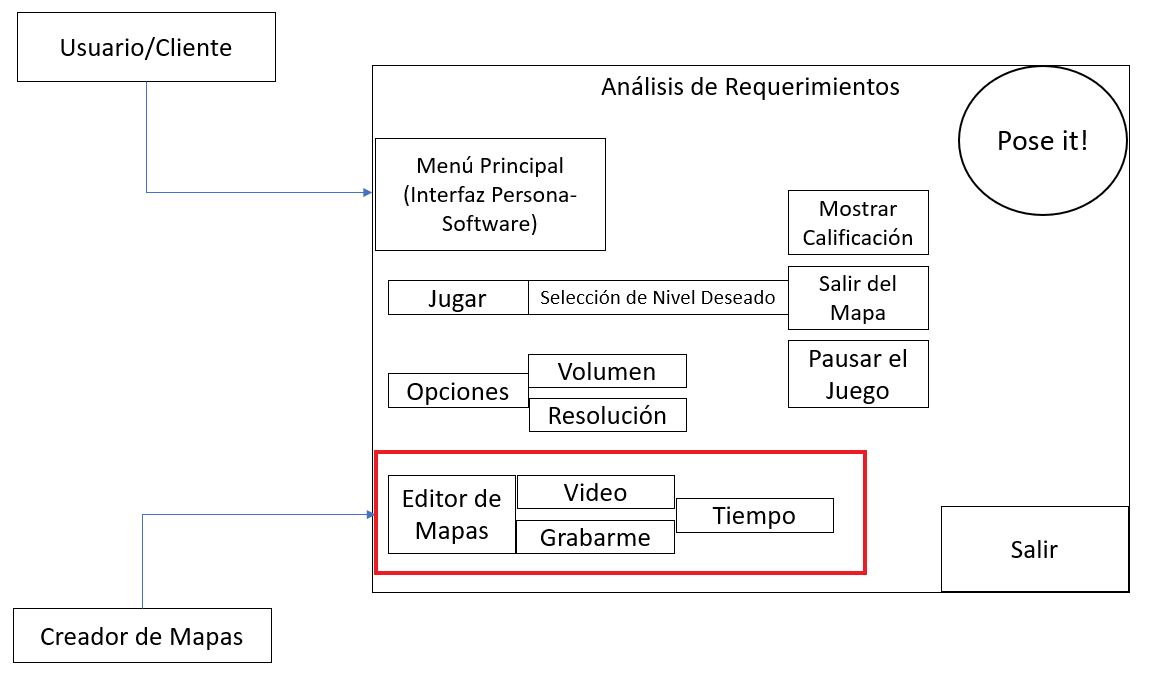 Usuario/Cliente
Análisis de Requerimientos
Pose it!
Menú Principal
(Interfaz Persona-
Software)
Mostrar
Calificación
Jugar
Selección de Nivel Deseado
Salir del
Mapa
Pausar el
Juego
Opciones
Volumen
Resolución
Editor de
Mapas
Video
Grabarme
Tiempo
Salir
Creador de Mapas